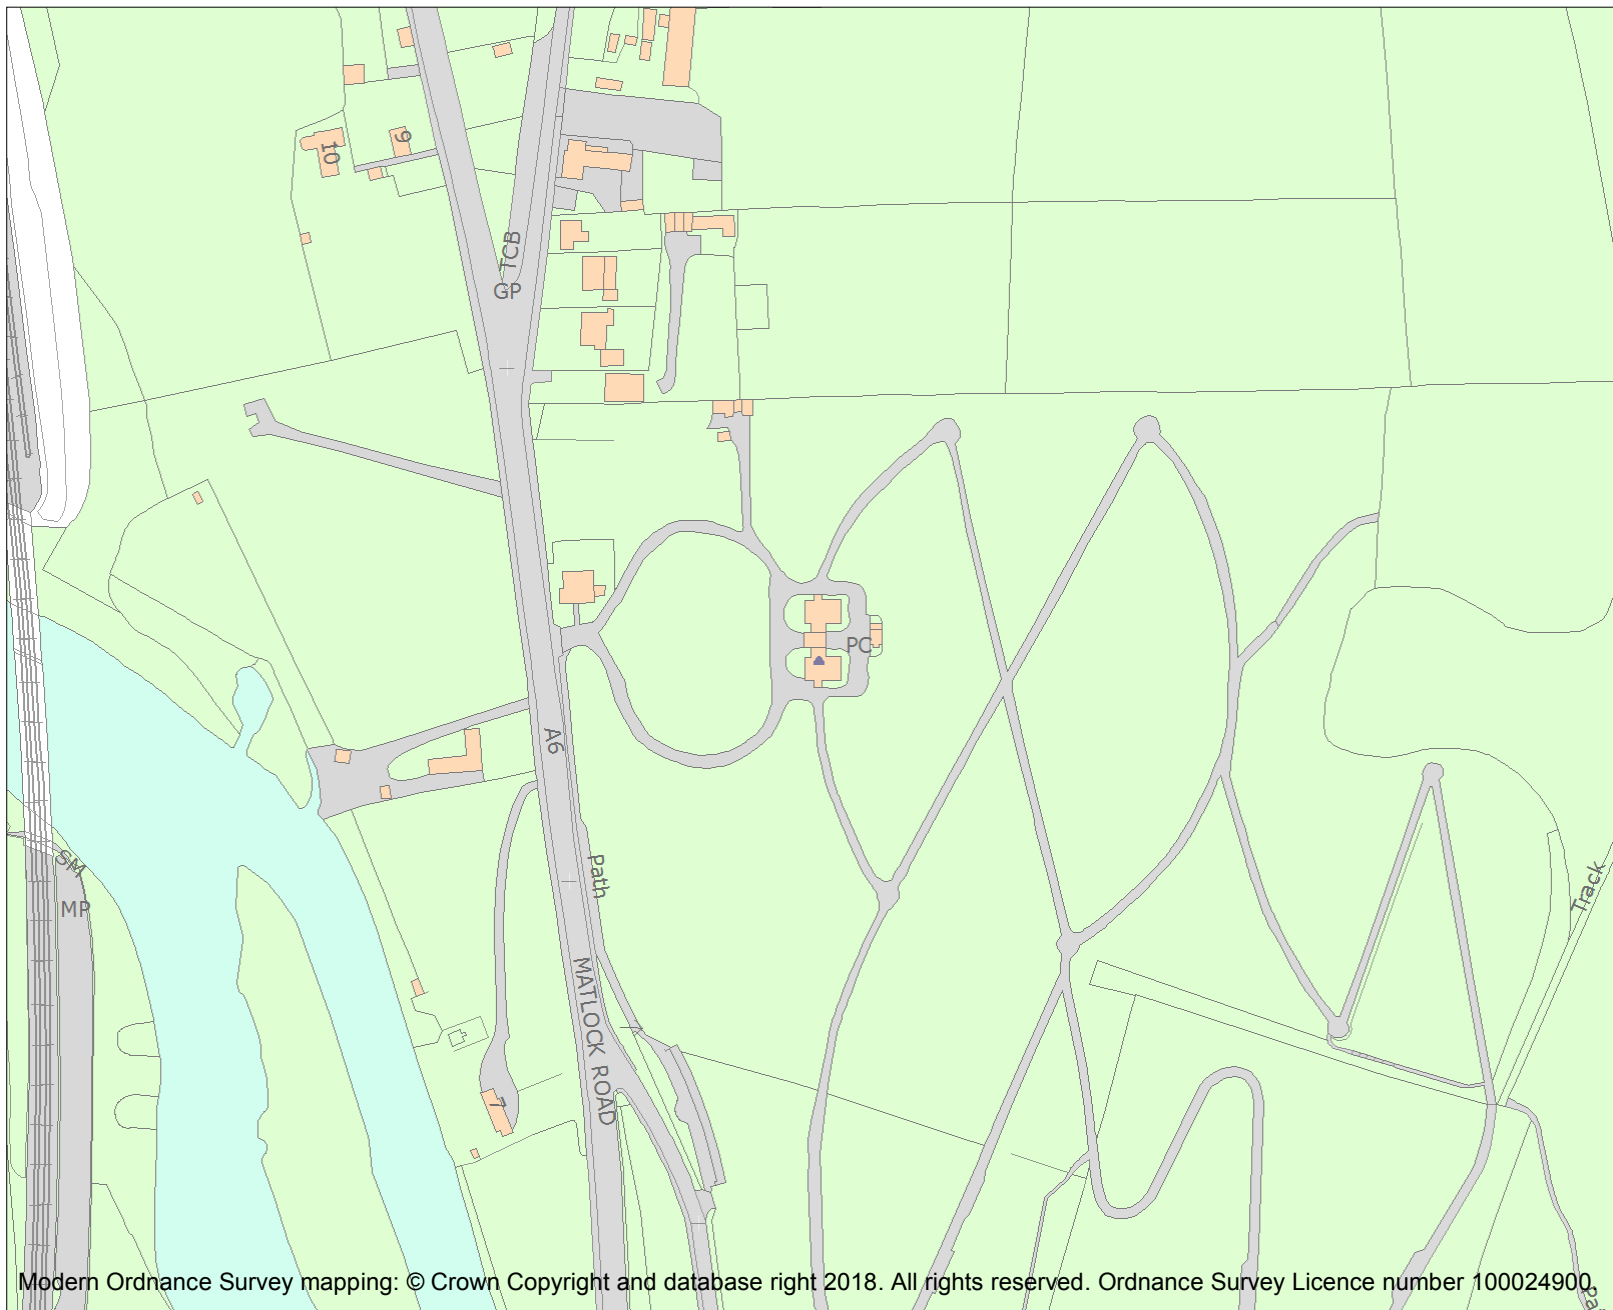 9
10
TCB
GP
PC
A6
Path
SM
MP
Track
MATLOCK ROAD
7
Modern Ordnance Survey mapping: © Crown Copyright and database right 2018. All rights reserved. Ordnance Survey Licence number 100024900.